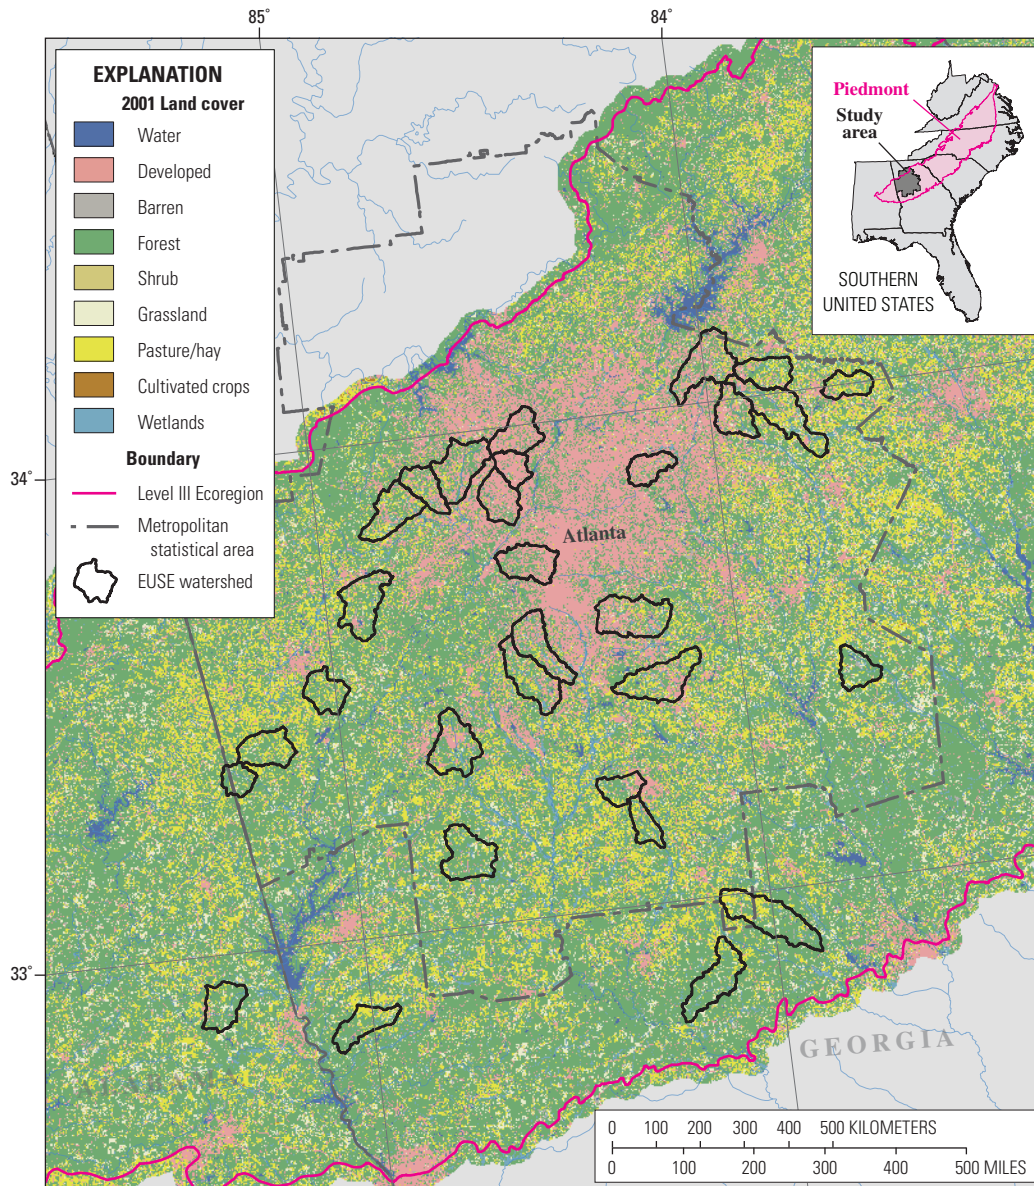 85°
84°
EXPLANATION
2001 Land cover
Water
Developed
Barren
Forest
Shrub
Grassland
Pasture/hay
Cultivated crops
Wetlands
Boundary
Level III Ecoregion
Metropolitan
statistical area
EUSE watershed
Piedmont
Study
area
SOUTHERN
UNITED STATES
34°
Atlanta
33°
GEORGIA
ALABAMA
0 100 200 300 400 500 KILOMETERS
0 100 200 300 400 500 MILES